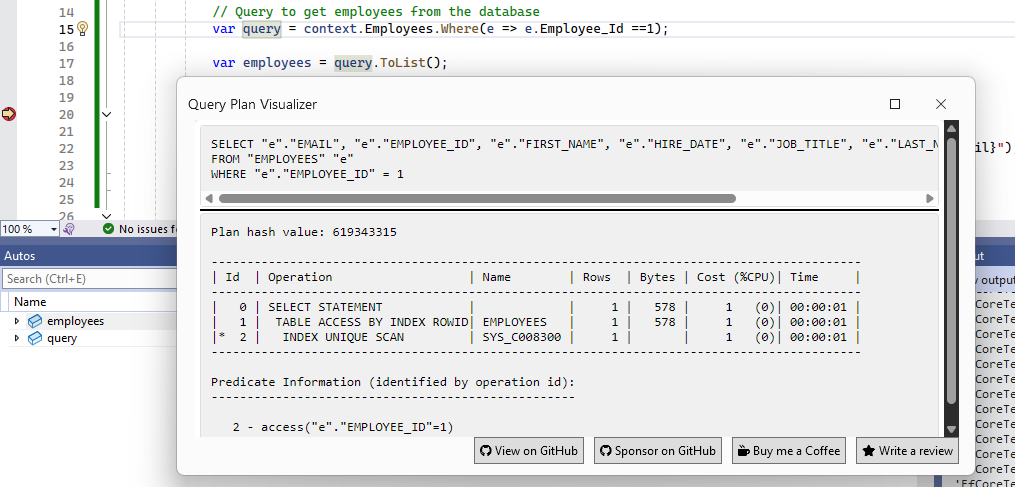 14 // Query to get employees from the database
15 var query = context.Employees.Where(e => e.Employee_Id ==1);
16
17 var employees = query.ToList();
18
19
20
21
22 il}");
23
24
25
26
100 %
No issues f
Autos
Search (Ctrl+E)
Name
employees
query
Query Plan Visualizer
SELECT "e"."EMAIL", "e"."EMPLOYEE_ID", "e"."FIRST_NAME", "e"."HIRE_DATE", "e"."JOB_TITLE", "e"."LAST_N
FROM "EMPLOYEES" "e"
WHERE "e"."EMPLOYEE_ID" = 1
Plan hash value: 619343315
-----------------------------------------------------------------------------------------
| Id | Operation | Name | Rows | Bytes | Cost (%CPU)| Time |
-----------------------------------------------------------------------------------------
| 0 | SELECT STATEMENT | | 1 | 578 | 1 (0)| 00:00:01 |
| 1 | TABLE ACCESS BY INDEX ROWID| EMPLOYEES | 1 | 578 | 1 (0)| 00:00:01 |
|* 2 | INDEX UNIQUE SCAN | SYS_C008300 | 1 | | 1 (0)| 00:00:01 |
-----------------------------------------------------------------------------------------
Predicate Information (identified by operation id):
---------------------------------------------------
2 - access("e"."EMPLOYEE_ID"=1)
View on GitHub
Sponsor on GitHub
Buy me a Coffee
Write a review
ut
output
CoreTe
CoreTe
CoreTe
CoreTe
CoreTe
CoreTe
CoreTe
CoreTe
CoreTe
CoreTe
CoreTe
CoreTe
'EfCoreTe